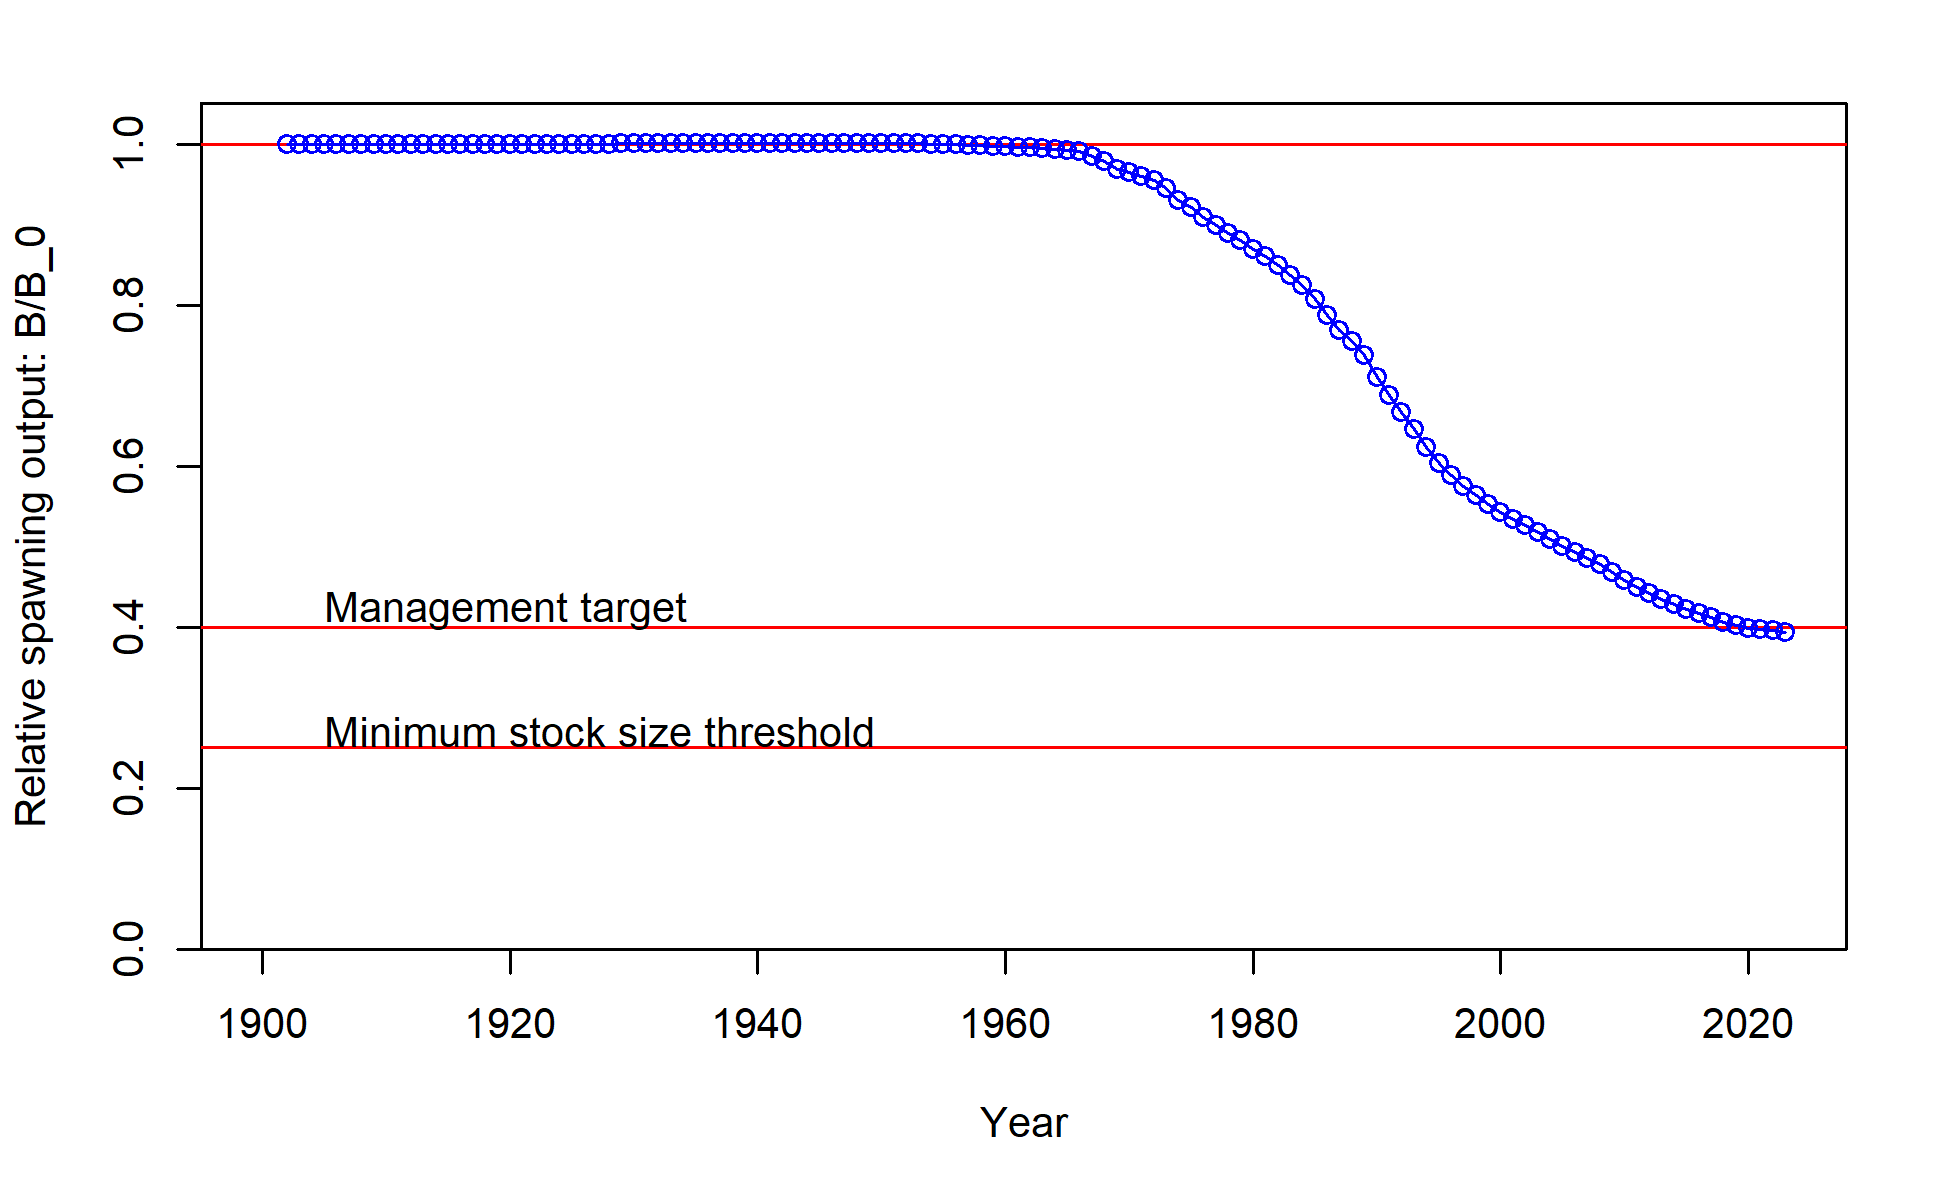 Relative spawning output: B/B_0
1.0
0.8
0.6
0.4
0.2
0.0
Management target
Minimum stock size threshold
1900 1920 1940 1960 1980 2000 2020
Year